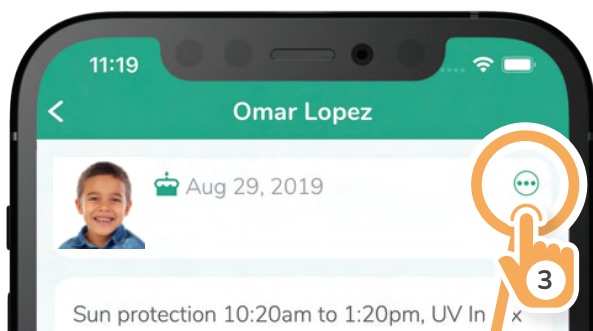 11:19
Omar Lopez
Aug 29, 2019
3
Sun protection 10:20am to 1:20pm, UV In x